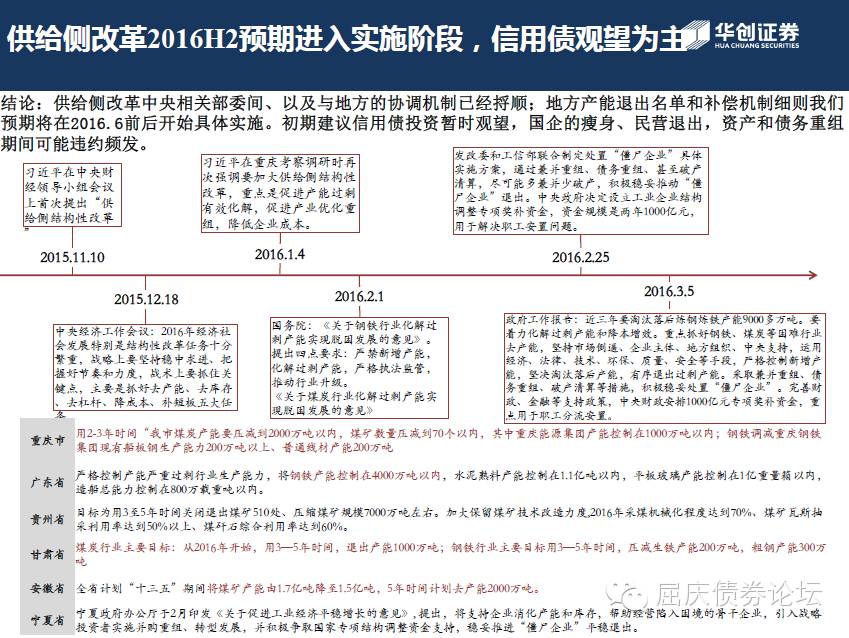 供给侧改革2016H2预期进入实施阶段，信用债观望为主
华创证券
HUA CHUANG SECURITIES
结论：供给侧改革中央相关部委间、以及与地方的协调机制已经捋顺；地方产能退出名单和补偿机制细则我们
预期将在2016.6前后开始具体实施。初期建议信用债投资暂时观望，国企的瘦身、民营退出，资产和债务重组
期间可能违约频发。
习近平在中央财
经领导小组会议
上首次提出“供
给侧结构性改革
”
2015.11.10
习近平在重庆考察调研时再
次强调要加大供给侧结构性
改革，重点是促进产能过剩
有效化解，促进产业优化重
组，降低企业成本。
2016.1.4
发改委和工信部联合制定处置“僵尸企业”具体
实施方案，通过兼并重组、债务重组、甚至破产
清算，尽可能多兼并少破产，积极稳妥推动“僵
尸企业”退出。中央政府决定设立工业企业结构
调整专项奖补资金，资金规模是两年1000亿元，
用于解决职工安置问题。
2016.2.25
2015.12.18
中央经济工作会议：2016年经济社
会发展特别是结构性改革任务十分
繁重，战略上要坚持稳中求进、把
握好节奏和力度，战术上要抓住关
键点，主要是抓好去产能、去库存
、去杠杆、降成本、补短板五大任
务
2016.2.1
国务院：《关于钢铁行业化解过
剩产能实现脱困发展的意见》。
提出四点要求：严禁新增产能，
化解过剩产能，严格执法监管，
推动行业升级。
《关于煤炭行业化解过剩产能实
现脱困发展的意见》
2016.3.5
政府工作报告：近三年要淘汰落后炼钢炼铁产能9000多万吨。要
着力化解过剩产能和降本增效。重点抓好钢铁、煤炭等困难行业
去产能，坚持市场倒逼、企业主体、地方组织、中央支持，运用
经济、法律、技术、环保、质量、安全等手段，严格控制新增产
能，坚决淘汰落后产能，有序退出过剩产能。采取兼并重组、债
务重组、破产清算等措施，积极稳妥处置“僵尸企业”。完善财
政、金融等支持政策，中央财政安排1000亿元专项奖补资金，重
点用于职工分流安置。
重庆市 用2-3年时间“我市煤炭产能要压减到2000万吨以内，煤矿数量压减到70个以内，其中重庆能源集团产能控制在1000万吨以内；钢铁调减重庆钢铁
集团现有船板钢生产能力200万吨以上、普通线材产能200万吨
广东省 严格控制产能严重过剩行业生产能力，将钢铁产能控制在4000万吨以内，水泥熟料产能控制在1.1亿吨以内，平板玻璃产能控制在1亿重量箱以内，
造船总能力控制在800万载重吨以内。
贵州省 目标为用3至5年时间关闭退出煤矿510处、压缩煤矿规模7000万吨左右。加大保留煤矿技术改造力度,2016年采煤机械化程度达到70%、煤矿瓦斯抽
采利用率达到50%以上、煤矸石综合利用率达到60%。
甘肃省 煤炭行业主要目标：从2016年开始，用3—5年时间，退出产能1000万吨；钢铁行业主要目标用3—5年时间，压减生铁产能200万吨，粗钢产能300万
吨
安徽省 全省计划“十三五”期间将煤矿产能由1.7亿吨降至1.5亿吨，5年时间计划去产能2000万吨。
宁夏省 宁夏政府办公厅于2月印发《关于促进工业经济平稳增长的意见》,提出，将支持企业消化产能和库存，帮助经营陷入困境的骨干企业，引入战略
投资者实施并购重组、转型发展，并积极争取国家专项结构调整资金支持，稳妥推进“僵尸企业”平稳退出。
屈庆债券论坛